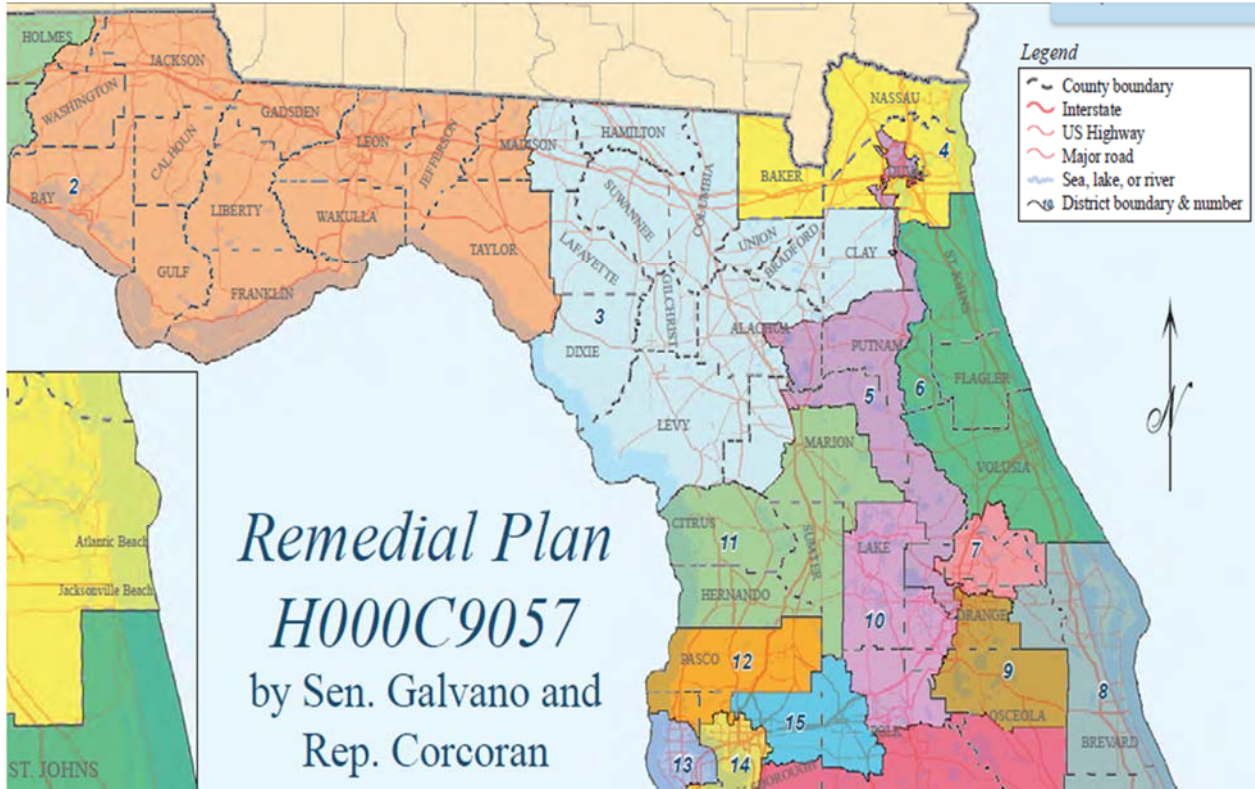 HOLMES
JACKSON
WASHINGTON
GADSDEN
CALHOUN
LEON
JEFFERSON
MADISON
HAMILTON
NASSAU
4
BAKER
BAY
2
LIBERTY
WAKULLA
TAYLOR
GULF
FRANKLIN
SUWANNEE
COLUMBIA
LAFAYETTE
UNION
BRADFORD
CLAY
GILCHRIST
3
DIXIE
ALACHUA
ST. JOHNS
PUTNAM
5
6
FLAGLER
LEVY
MARION
VOLUSIA
Legend
County boundary
Interstate
US Highway
Major road
Sea, lake, or river
District boundary & number
N
Atlantic Beach
Jacksonville Beach
ST. JOHNS
Remedial Plan
H000C9057
by Sen. Galvano and
Rep. Corcoran
CITRUS
11
SUMTER
LAKE
7
HERNANDO
10
ORANGE
PASCO
12
9
8
OSCEOLA
15
POLK
BREVARD
13
14